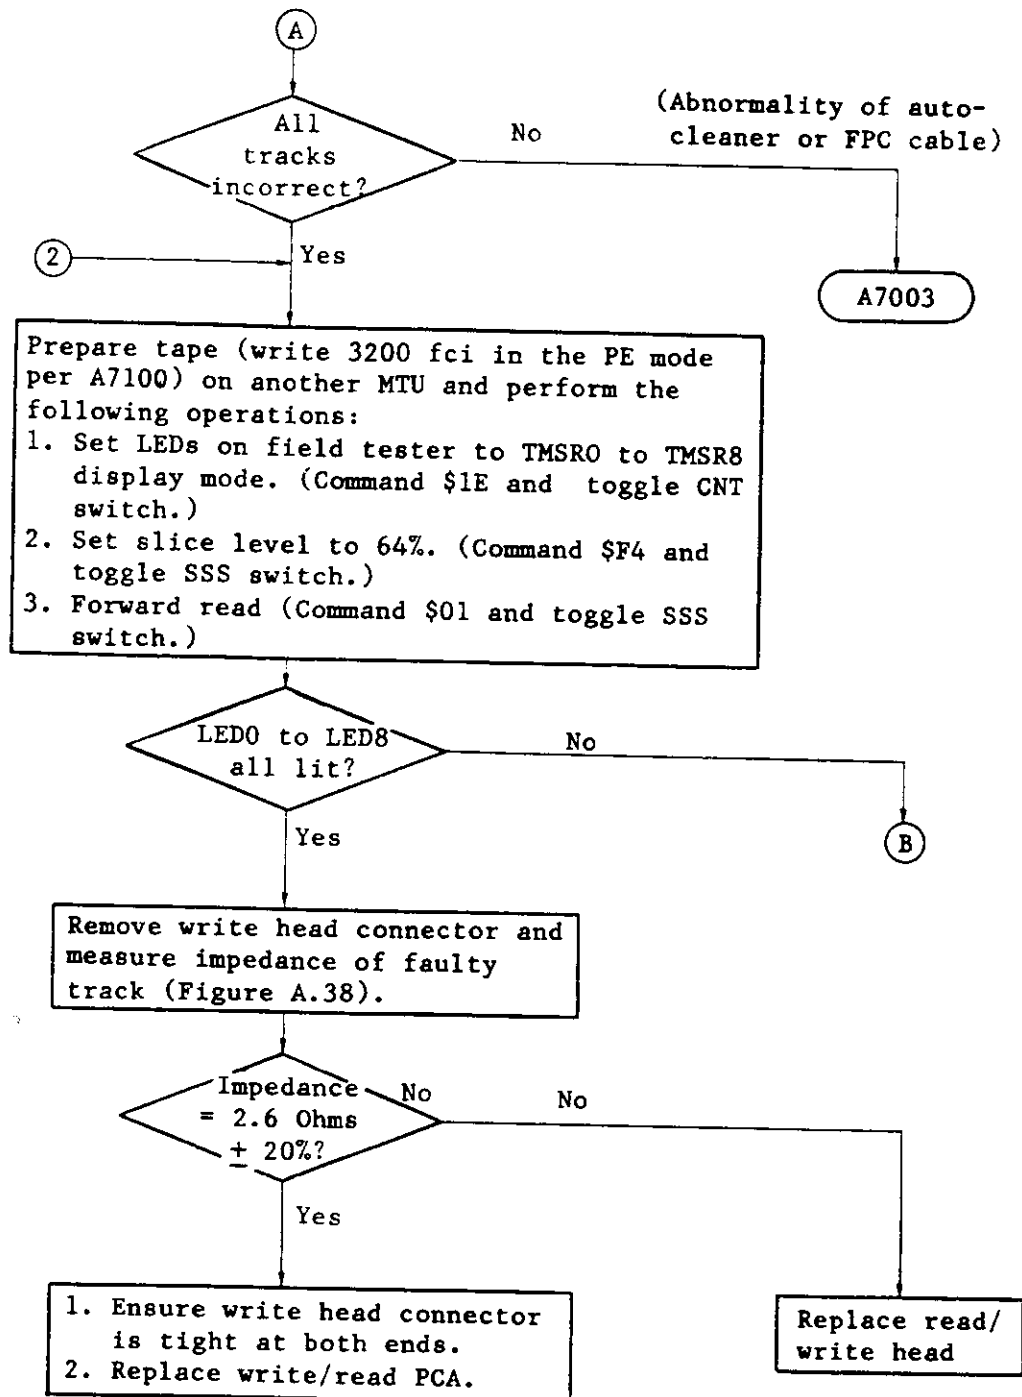 A
All
tracks
incorrect?
No
(Abnormality of auto-
cleaner or FPC cable)
2
Yes
A7003
Prepare tape (write 3200 fci in the PE mode
per A7100) on another MTU and perform the
following operations:
1. Set LEDs on field tester to TMSR0 to TMSR8
display mode. (Command $1E and toggle CNT
switch.)
2. Set slice level to 64%. (Command $F4 and
toggle SSS switch.)
3. Forward read (Command $01 and toggle SSS
switch.)
LED0 to LED8
all lit?
No
Yes
B
Remove write head connector and
measure impedance of faulty
track (Figure A.38).
Impedance
= 2.6 Ohms
± 20%?
No
No
Yes
1. Ensure write head connector
is tight at both ends.
2. Replace write/read PCA.
Replace read/
write head